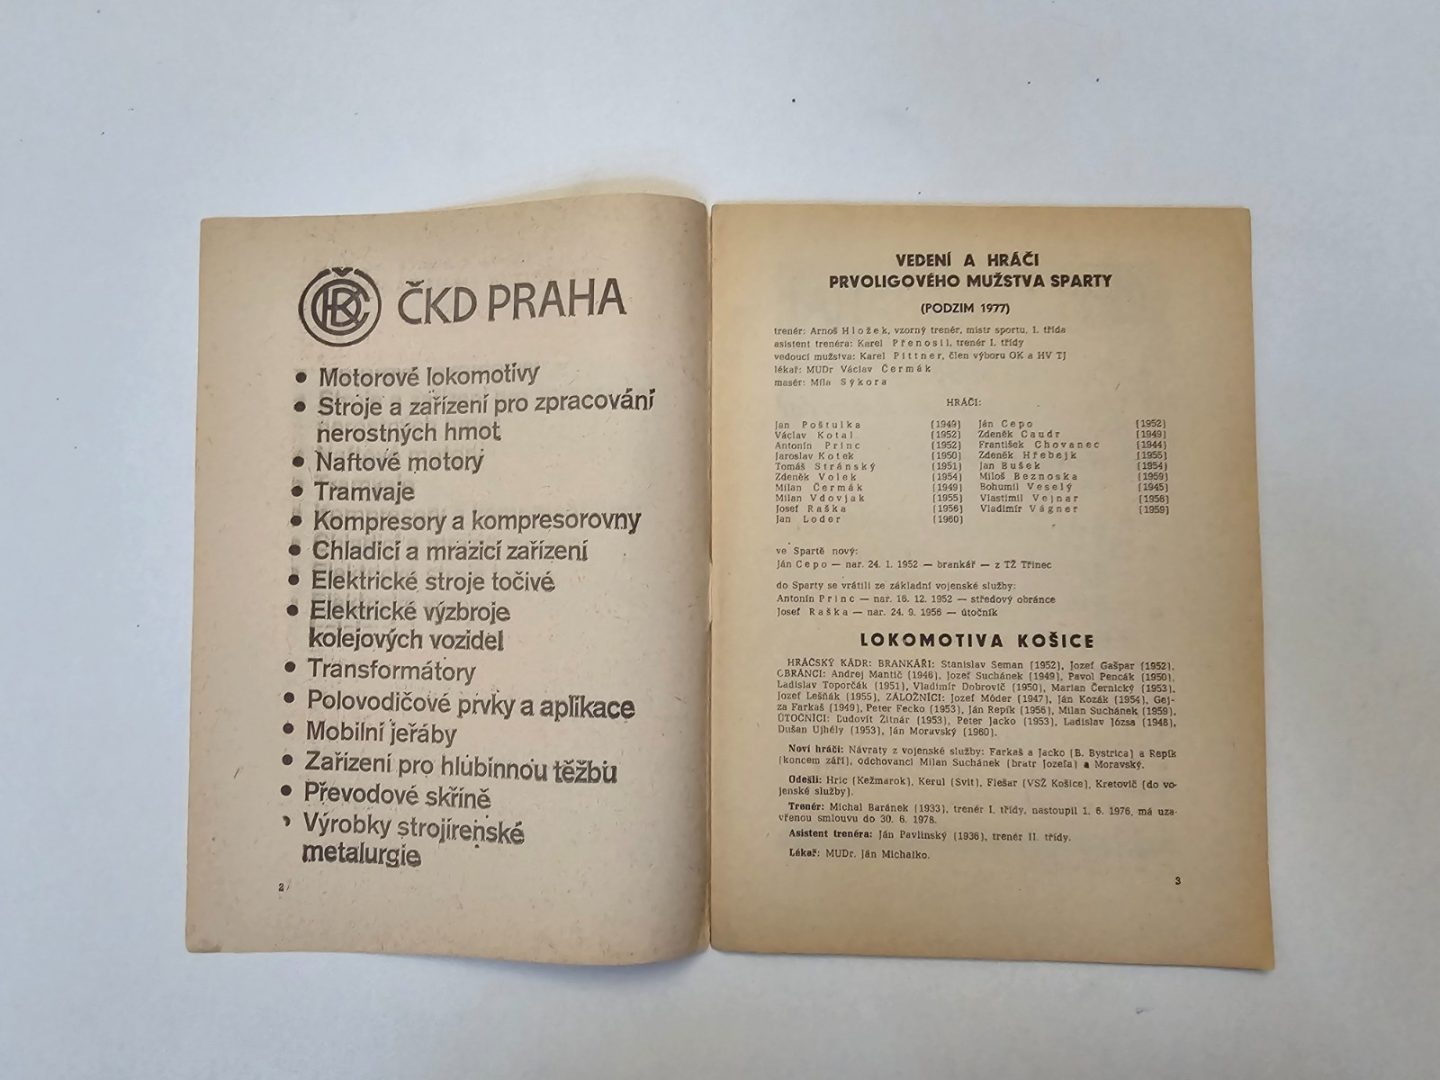 ČKD PRAHA
• Motorové lokomotivy
• Stroje a zařízení pro zpracování
nerostných hmot
• Naftové motory
• Tramvaje
• Kompresory a kompresorovny
• Chladicí a mrazicí zařízení
• Elektrické stroje točivé
• Elektrické výzbroje
kolejových vozidel
• Transformátory
• Polovodičové prvky a aplikace
• Mobilní jeřáby
• Zařízení pro hlubinnou těžbu
• Převodové skříně
• Výrobky strojírenské
metalurgie
2
VEDENÍ A HRÁČI
PRVOLIGOVÉHO MUŽSTVA SPARTY
(PODZIM 1977)
trenér: Arnošt Hložek, vzorný trenér, mistr sportu, I. třída
asistent trenéra: Karel Přenosil, trenér I. třídy
vedoucí mužstva: Karel Pittner, člen výboru OK a HV TJ
lékař: MUDr Václav Čermák
masér: Míla Sýkora
HRÁČI:
Jan Poštulka (1949) Ján Cepo (1952)
Václav Kotal (1952) Zdeněk Caudr (1949)
Antonín Princ (1952) František Chovanec (1944)
Jaroslav Kotek (1950) Zdeněk Hřebejk (1955)
Tomáš Stránský (1951) Jan Bušek (1954)
Zdeněk Volek (1954) Miloš Beznoska (1959)
Milan Čermák (1949) Bohumil Veselý (1945)
Milan Vdovjak (1955) Vlastimil Vejnar (1958)
Josef Raška (1956) Vladimír Vágner (1959)
Jan Loder (1960)
ve Spartě nový:
Ján Cepo — nar. 24. 1. 1952 — brankář — z TŽ Třinec
do Sparty se vrátili ze základní vojenské služby:
Antonín Princ — nar. 16. 12. 1952 — středový obránce
Josef Raška — nar. 24. 9. 1956 — útočník
LOKOMOTIVA KOŠICE
HRÁČSKÝ KÁDR: BRANKÁŘI: Stanislav Seman (1952), Jozef Gašpar (1952).
OBRÁNCI: Andrej Mantič (1946), Jozef Suchánek (1949), Pavol Pencák (1950),
Ladislav Toporčák (1951), Vladimír Dobrovič (1950), Marian Černický (1953),
Jozef Lešňák (1955). ZÁLOŽNÍCI: Jozef Móder (1947), Ján Kozák (1954), Gej-
za Farkaš (1949), Peter Fecko (1953), Ján Repík (1956), Milan Suchánek (1959).
ÚTOČNÍCI: Ľudovít Žitnár (1953), Peter Jacko (1953), Ladislav Józsa (1948),
Dušan Ujhély (1953), Ján Moravský (1960).
Noví hráči: Návraty z vojenské služby: Farkaš a Jacko (B. Bystrica) a Repík
(koncem září), odchovanci Milan Suchánek (bratr Jozefa) a Moravský.
Odešli: Hric (Kežmarok), Kerul (Svit), Flešar (VSŽ Košice), Kretovič (do vo-
jenské služby).
Trenér: Michal Baránek (1933), trenér I. třídy, nastoupil 1. 6. 1976, má uza-
vřenou smlouvu do 30. 6. 1978.
Asistent trenéra: Ján Pavlinský (1936), trenér II. třídy.
Lékař: MUDr. Ján Michalko.
3